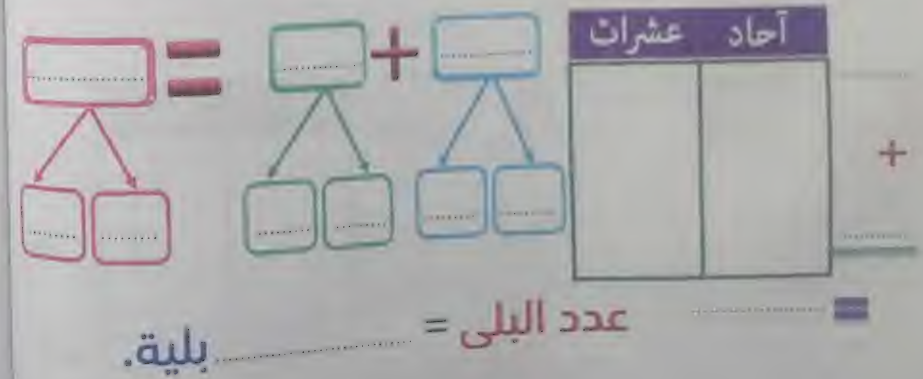 آحاد عشرات
+ =
+
عدد البلى = .......... بلية.
=